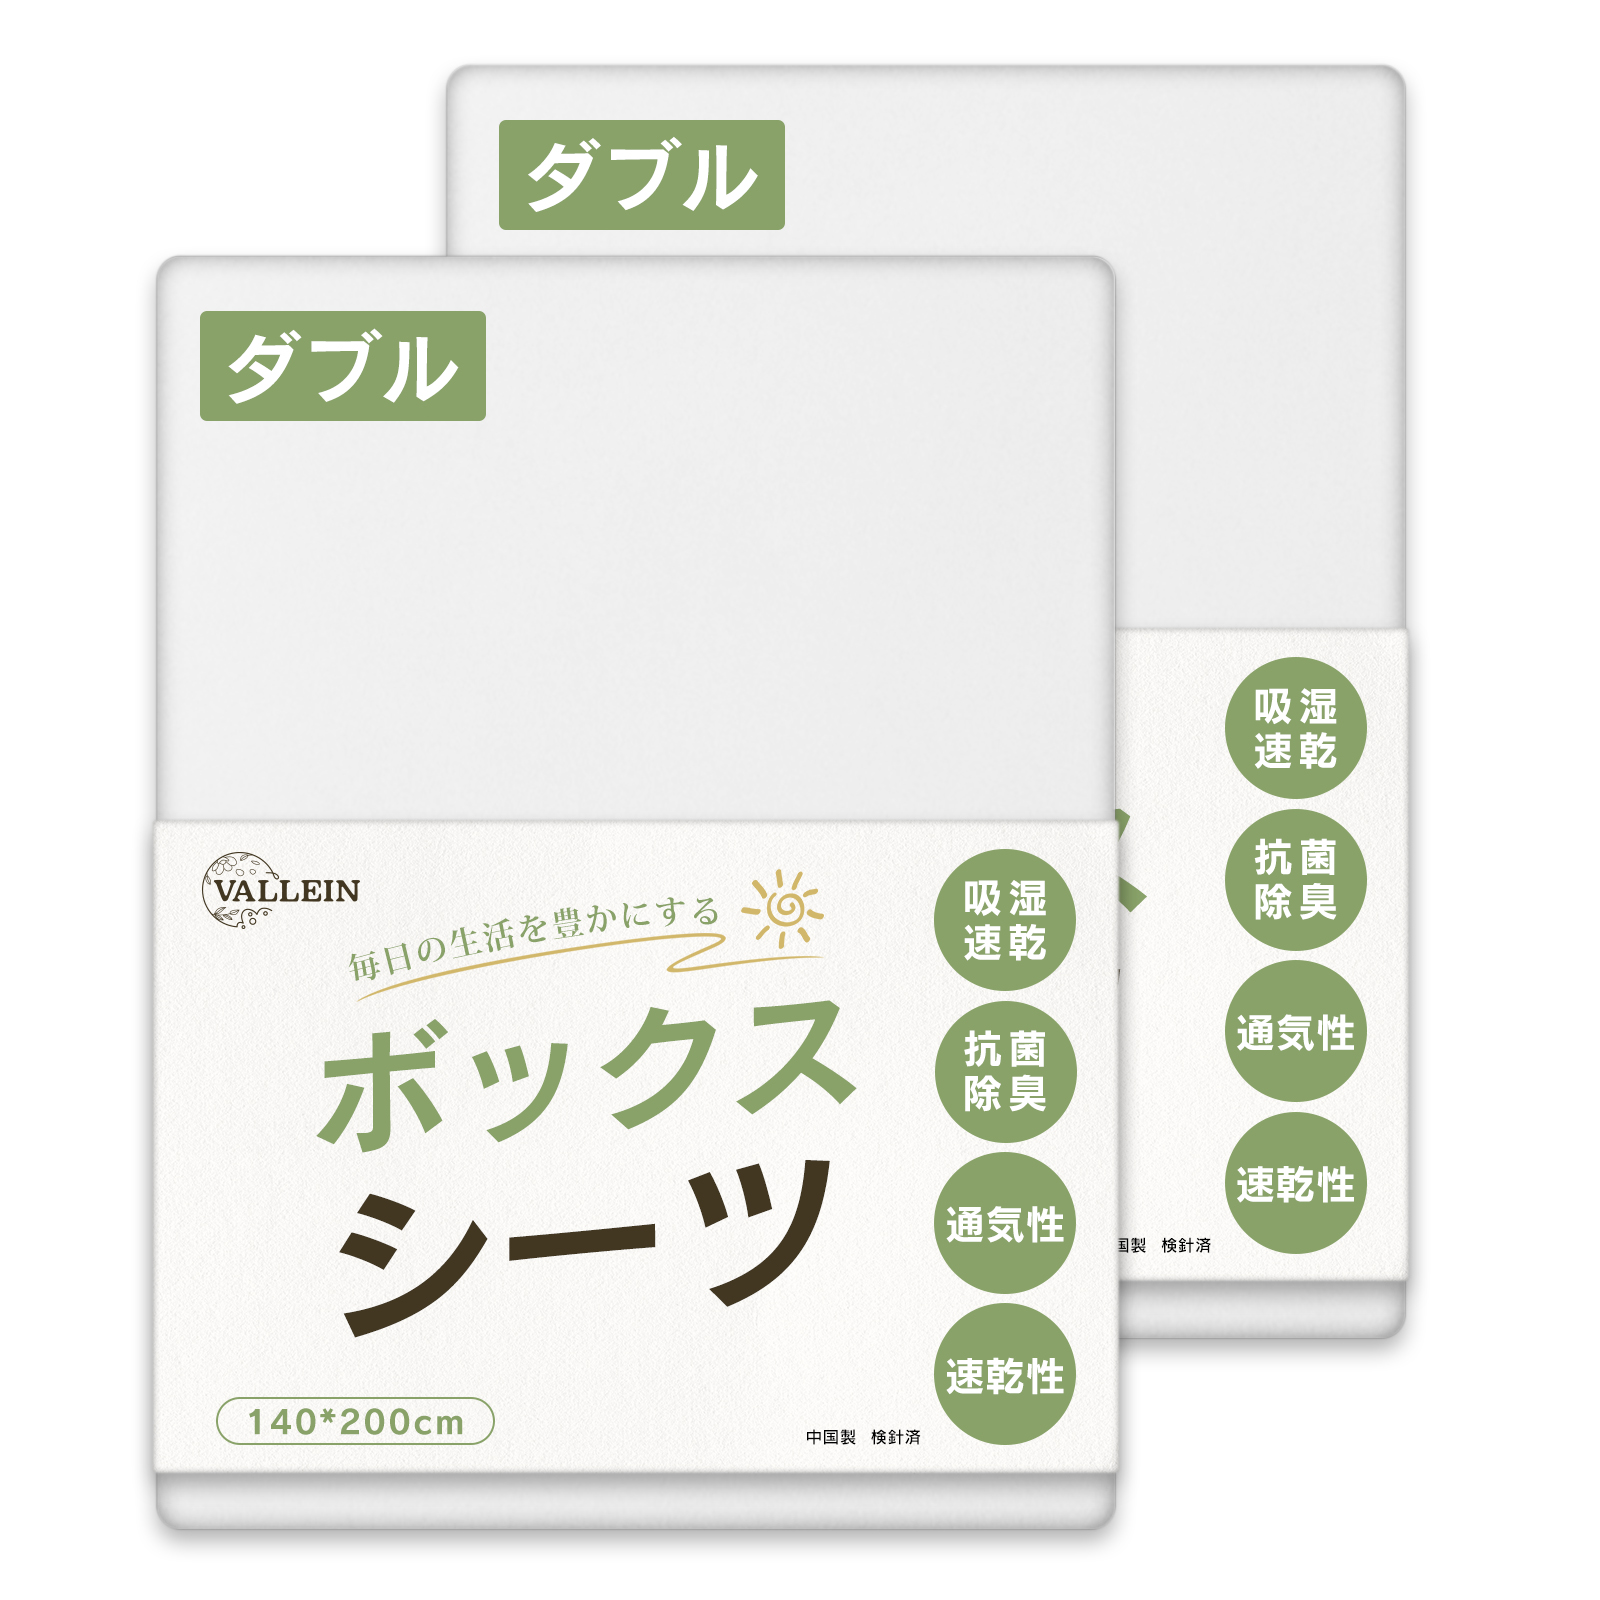 ダブル
ダブル
VALLEIN
毎日の生活を豊かにする
ボックス
シーツ
140*200cm
中国製 検針済
吸湿
速乾
抗菌
除臭
通気性
速乾性
吸湿
速乾
抗菌
除臭
通気性
速乾性
国製 検針済